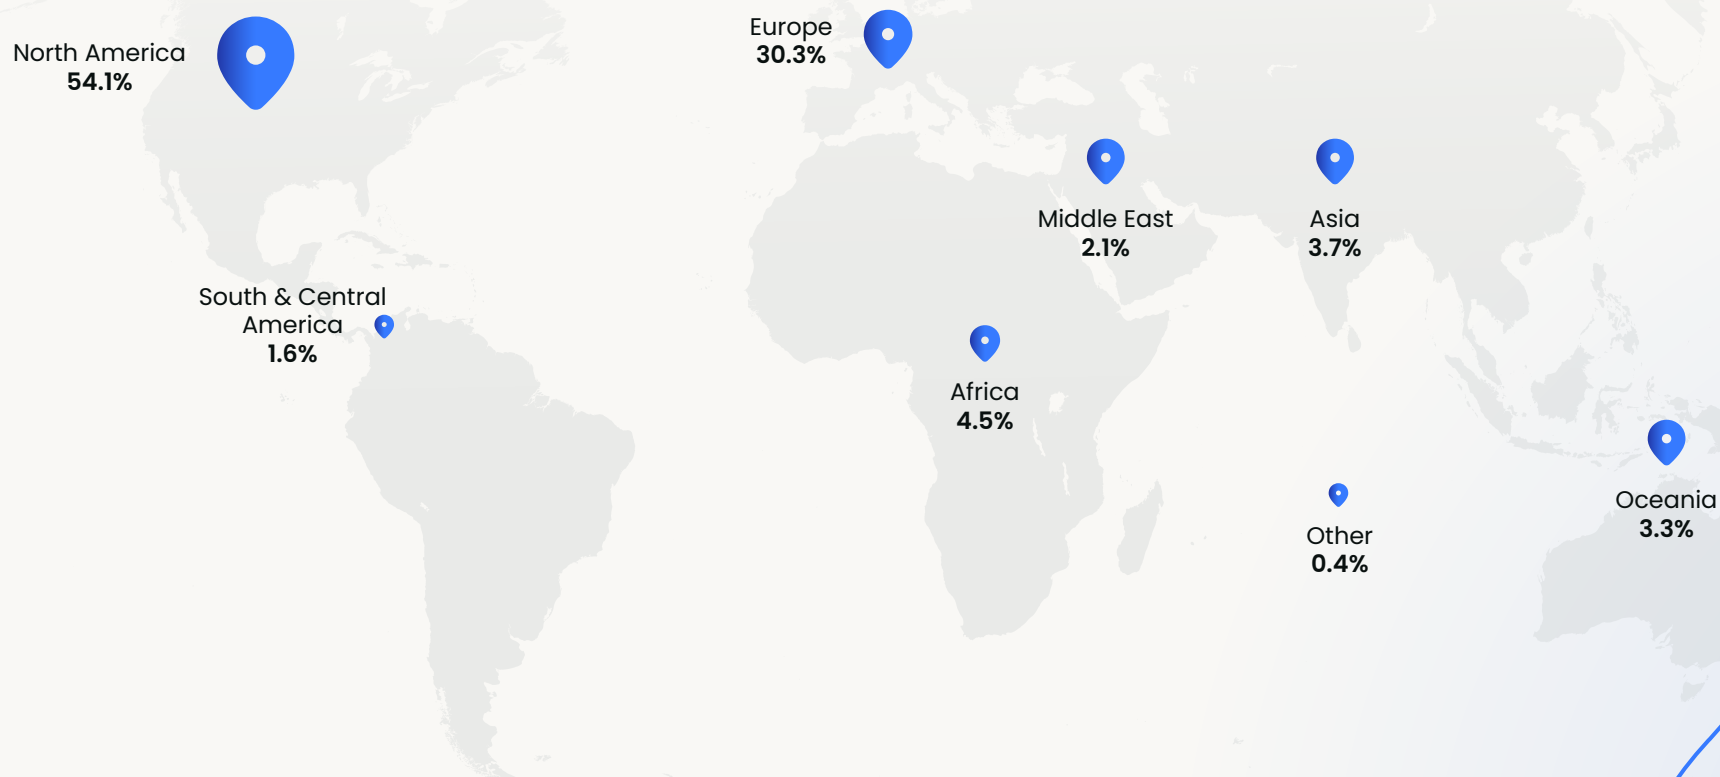 North America
54.1%
Europe
30.3%
Middle East
2.1%
Asia
3.7%
South & Central
America
1.6%
Africa
4.5%
Oceania
3.3%
Other
0.4%